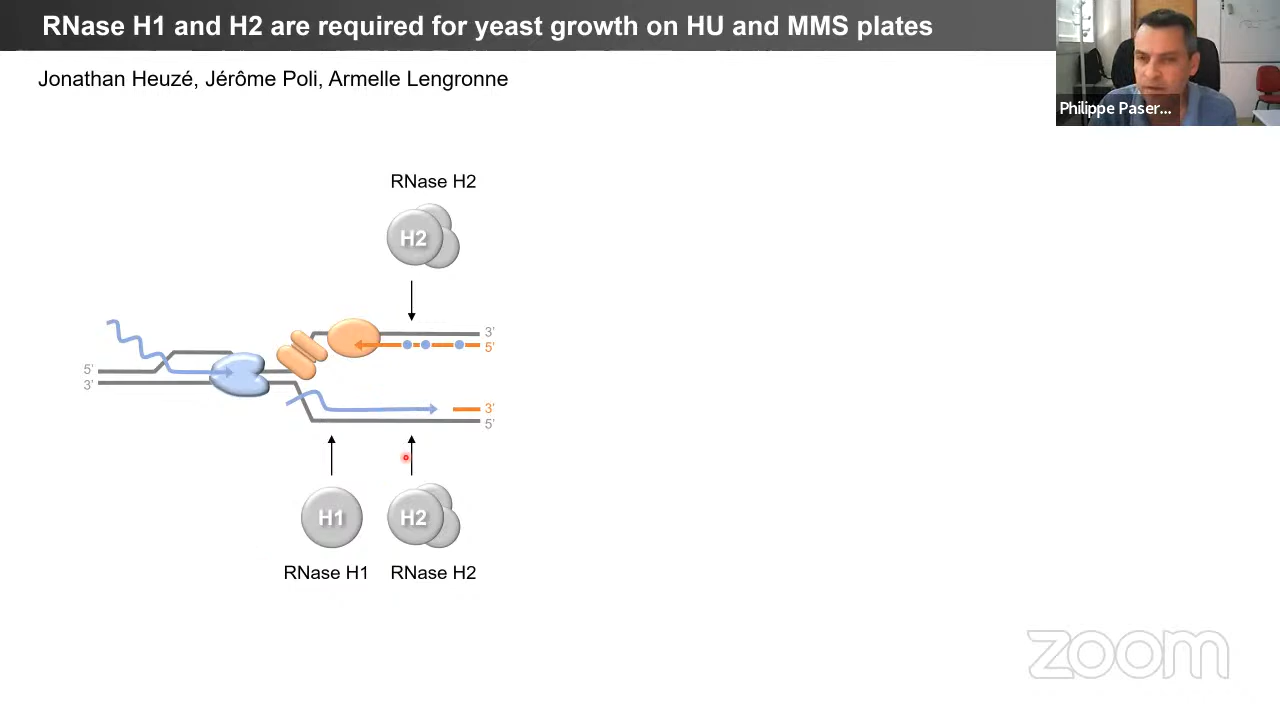 RNase H1 and H2 are required for yeast growth on HU and MMS plates
Jonathan Heuzé, Jérôme Poli, Armelle Lengronne
Philippe Paser...
RNase H2
H2
3'
5'
5'
3'
3'
5'
H1
H2
RNase H1
RNase H2
zoom